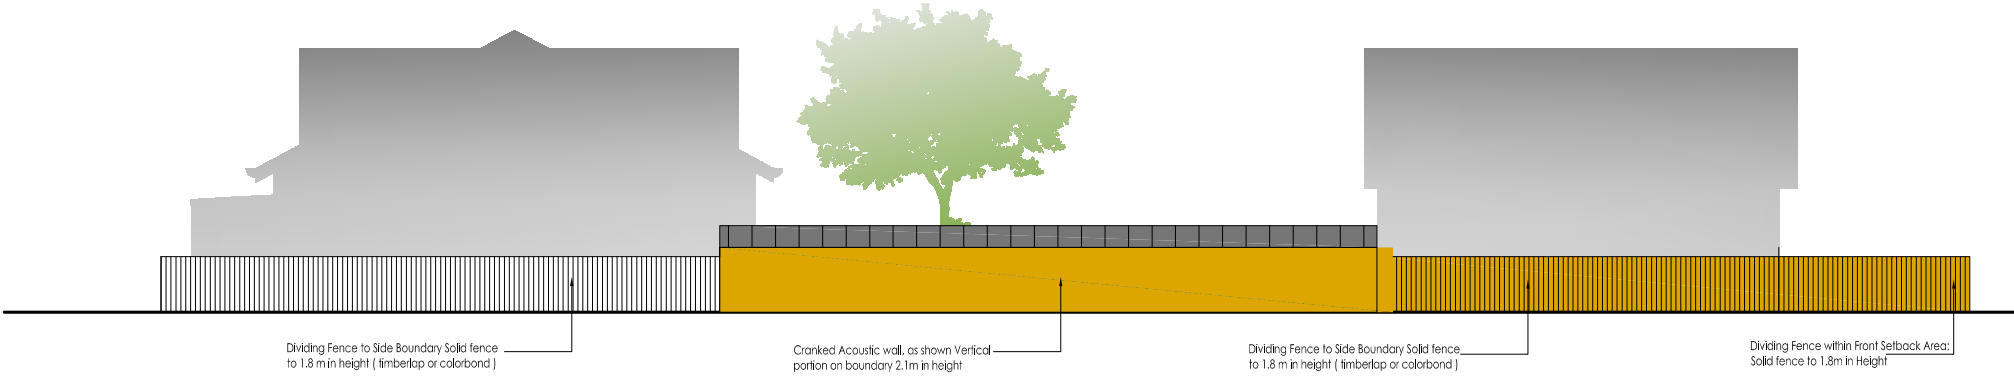 Dividing Fence to Side Boundary Solid fence
to 1.8 m in height ( timberlap or colorbond )
Cranked Acoustic wall, as shown Vertical
portion on boundary 2.1m in height
Dividing Fence to Side Boundary Solid fence
to 1.8 m in height ( timberlap or colorbond )
Dividing Fence within Front Setback Area:
Solid fence to 1.8m in Height